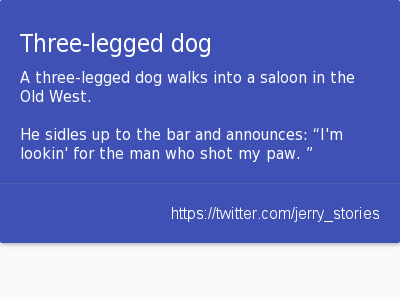 Three-legged dog
A three-legged dog walks into a saloon in the
Old West.
He sidles up to the bar and announces: “I'm
lookin' for the man who shot my paw. ”
https://twitter.com/jerry_stories